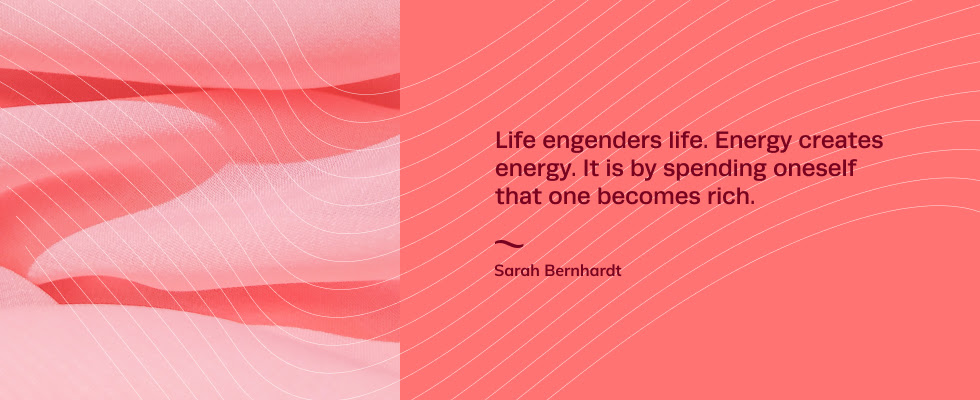 Life engenders life. Energy creates
energy. It is by spending oneself
that one becomes rich.
Sarah Bernhardt